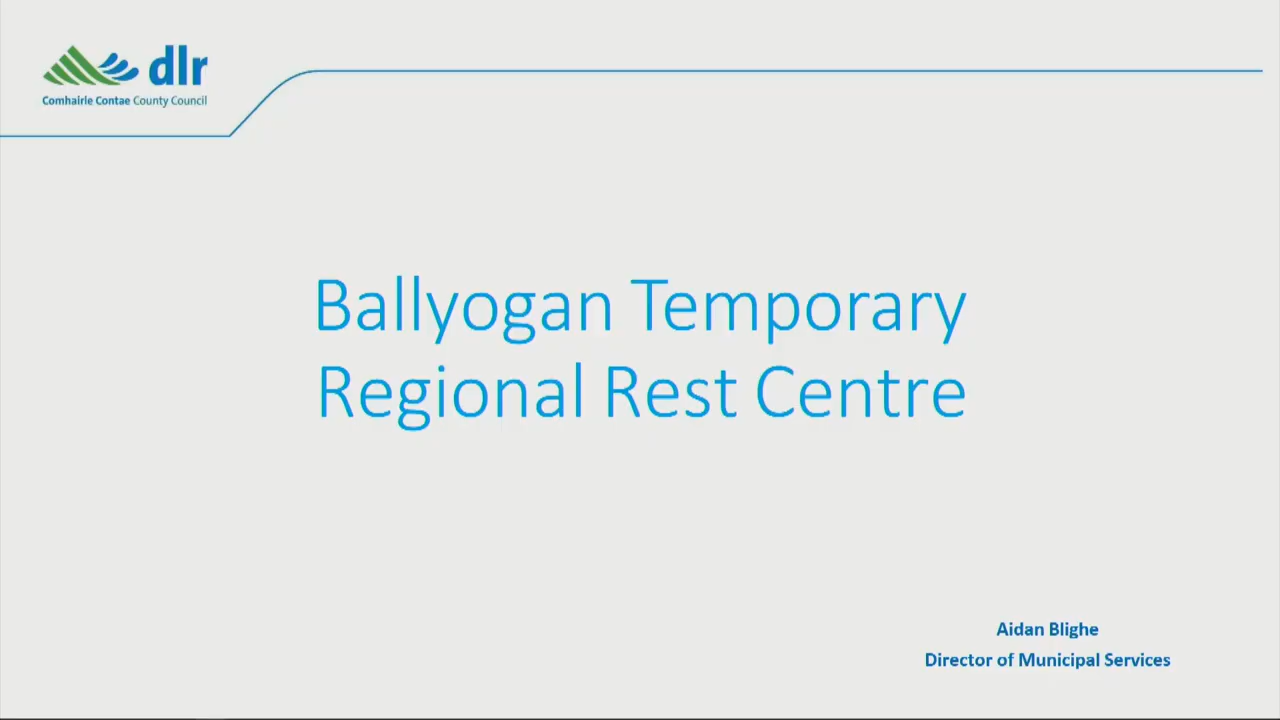 dlr
Comhairle Contae County Council
Ballyogan Temporary
Regional Rest Centre
Aidan Blighe
Director of Municipal Services